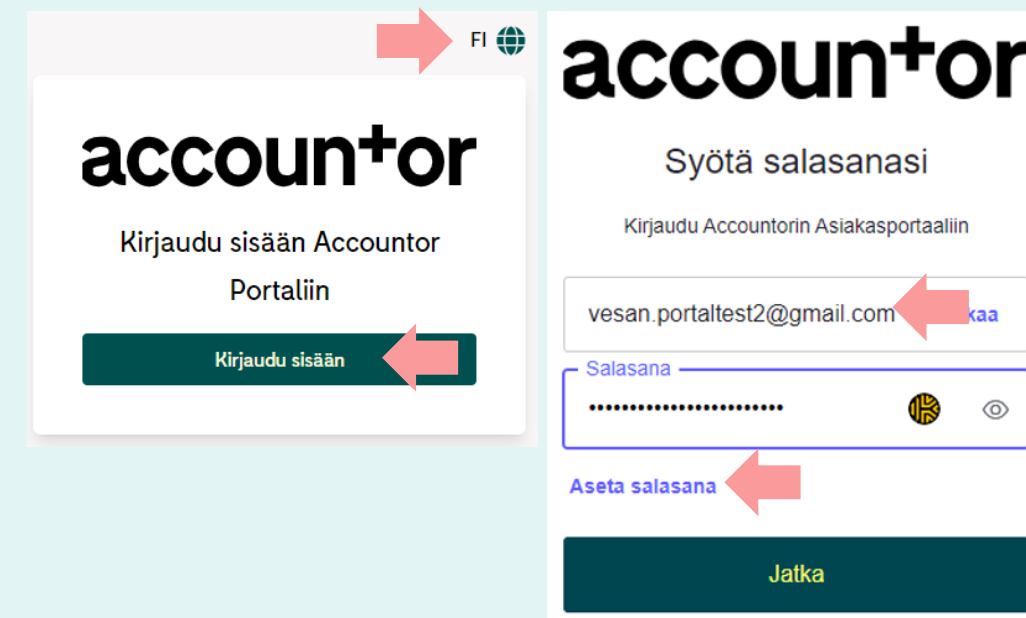 FI
accountor
Kirjaudu sisään Accountor
Portaliin
Kirjaudu sisään
accountor
Syötä salasanasi
Kirjaudu Accountorin Asiakasportaaliin
vesan.portaltest2@gmail.com
Salasana
Aseta salasana
Jatka